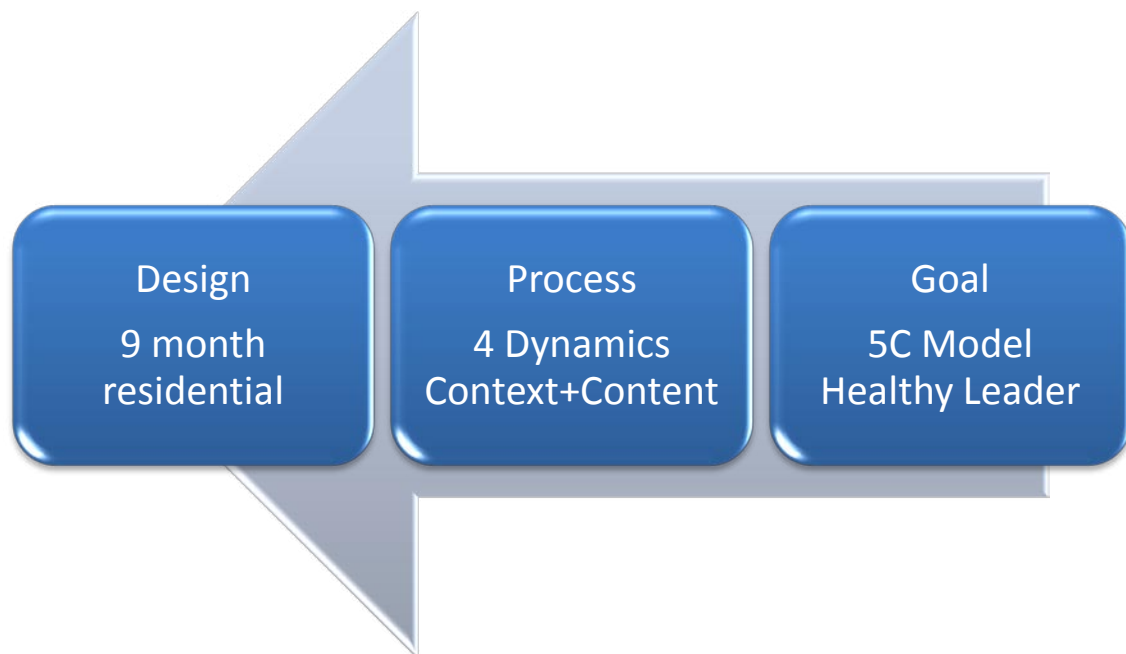 Design
9 month
residential
Process
4 Dynamics
Context+Content
Goal
5C Model
Healthy Leader